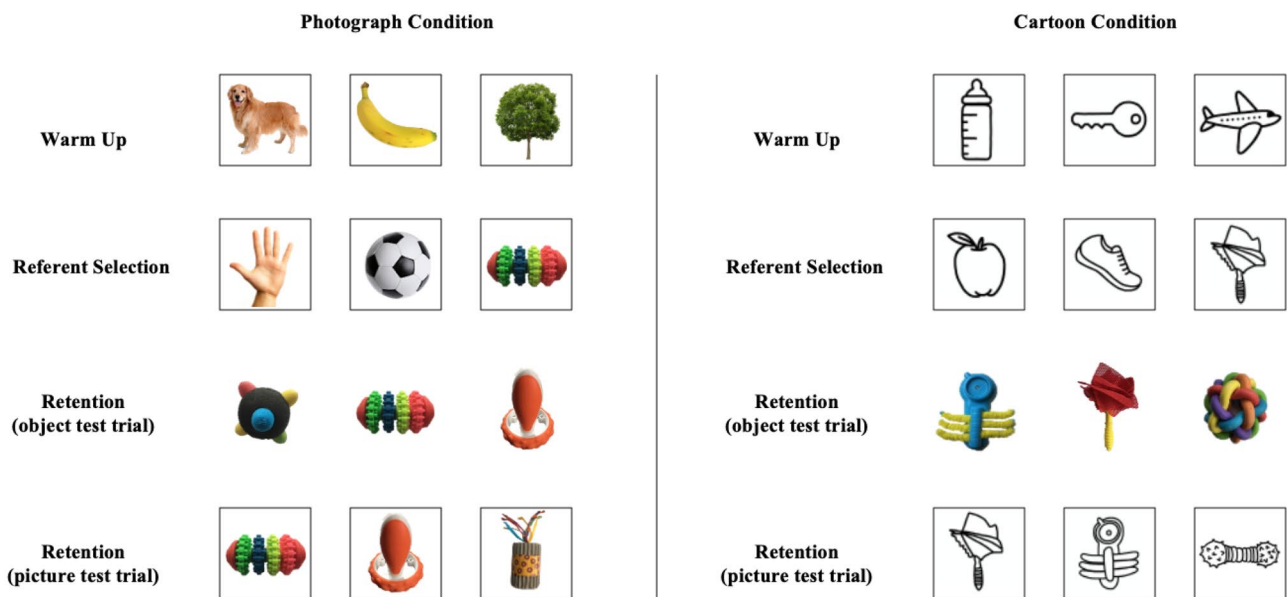 Photograph Condition
Cartoon Condition
Warm Up
Warm Up
Referent Selection
Referent Selection
Retention
(object test trial)
Retention
(object test trial)
Retention
(picture test trial)
Retention
(picture test trial)